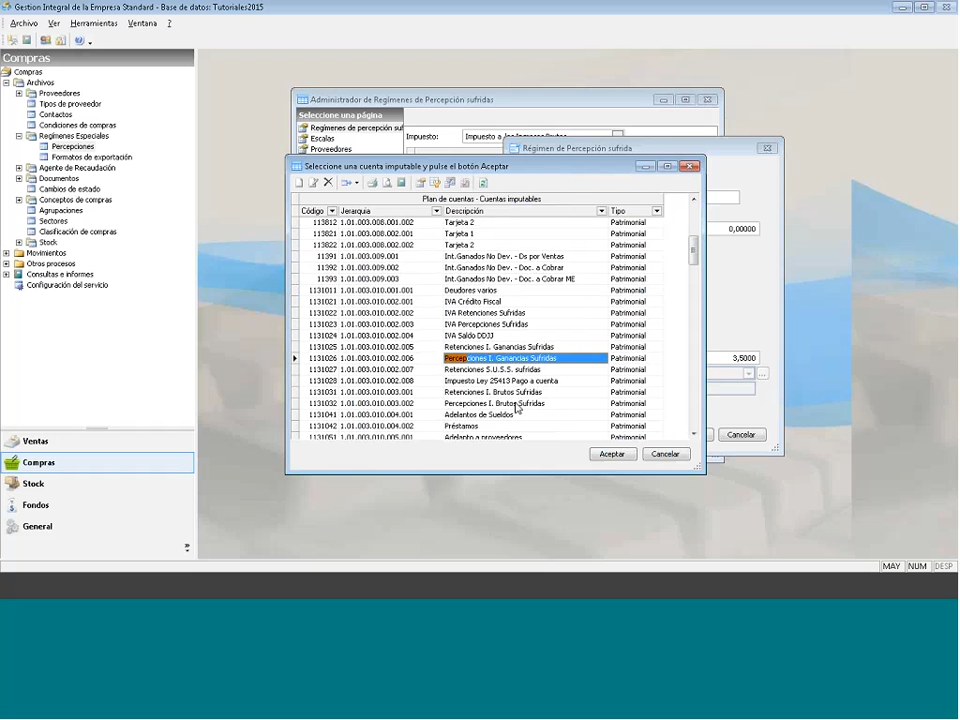 Gestion Integral de la Empresa Standard - Base de datos: Tutoriales2015
Archivo Ver Herramientas Ventana ?
Compras
Compras
Archivos
Proveedores
Tipos de proveedor
Contactos
Condiciones de compra
Regímenes Especiales
Percepciones
Formatos de exportación
Agente de Recaudación
Documentos
Cambios de estado
Conceptos de compra
Agrupaciones
Sectores
Clasificación de compras
Stock
Movimientos
Otros procesos
Consultas e informes
Configuración del servicio
Ventas
Compras
Stock
Fondos
General
Administrador de Regímenes de Percepción sufridas
Seleccione una página
Regímenes de percepción suf
Escalas
Proveedores
Impuesto:
Régimen de Percepción sufrida
0,00000
3,5000
Cancelar
Seleccione una cuenta imputable y pulse el botón Aceptar
Plan de cuentas - Cuentas imputables
Código Jerarquia Descripción Tipo
113812 1.01.003.008.001.002 Tarjeta 2 Patrimonial
113821 1.01.003.008.002.001 Tarjeta 1 Patrimonial
113822 1.01.003.008.002.002 Tarjeta 2 Patrimonial
11391 1.01.003.009.001 Int.Ganados No Dev. - Ds por Ventas Patrimonial
11392 1.01.003.009.002 Int.Ganados No Dev. - Doc. a Cobrar Patrimonial
11393 1.01.003.009.003 Int.Ganados No Dev. - Doc. a Cobrar ME Patrimonial
1131011 1.01.003.010.001.001 Deudores varios Patrimonial
1131021 1.01.003.010.002.001 IVA Crédito Fiscal Patrimonial
1131022 1.01.003.010.002.002 IVA Retenciones Sufridas Patrimonial
1131023 1.01.003.010.002.003 IVA Percepciones Sufridas Patrimonial
1131024 1.01.003.010.002.004 IVA Saldo DDJJ Patrimonial
1131025 1.01.003.010.002.005 Retenciones I. Ganancias Sufridas Patrimonial
1131026 1.01.003.010.002.006 Percepciones I. Ganancias Sufridas Patrimonial
1131027 1.01.003.010.002.007 Retenciones S.U.S.S. sufridas Patrimonial
1131028 1.01.003.010.002.008 Impuesto Ley 25413 Pago a cuenta Patrimonial
1131031 1.01.003.010.003.001 Retenciones I. Brutos Sufridas Patrimonial
1131032 1.01.003.010.003.002 Percepciones I. Brutos Sufridas Patrimonial
1131041 1.01.003.010.004.001 Adelantos de Sueldos Patrimonial
1131042 1.01.003.010.004.002 Préstamos Patrimonial
1131051 1.01.003.010.005.001 Adelanto a proveedores Patrimonial
Aceptar Cancelar
MAY NUM DESP